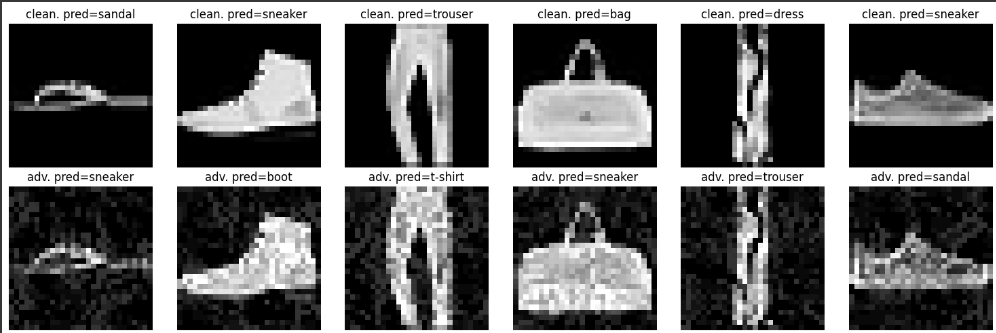 clean. pred=sandal
clean. pred=sneaker
clean. pred=trouser
clean. pred=bag
clean. pred=dress
clean. pred=sneaker
adv. pred=sneaker
adv. pred=boot
adv. pred=t-shirt
adv. pred=sneaker
adv. pred=trouser
adv. pred=sandal